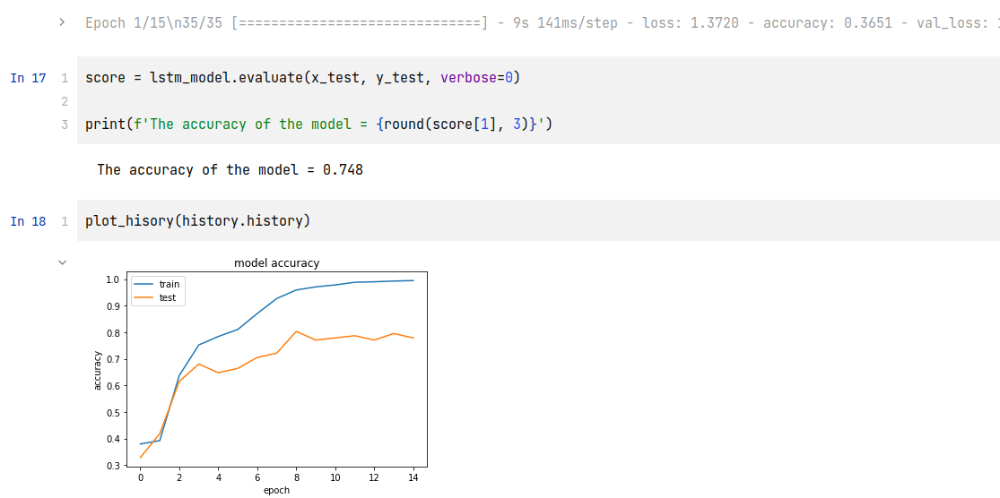 Epoch 1/15\n35/35 [==============================] - 9s 141ms/step - loss: 1.3720 - accuracy: 0.3651 - val_loss:
In 17 1 score = lstm_model.evaluate(x_test, y_test, verbose=0)
2
3 print(f'The accuracy of the model = {round(score[1], 3)}')
The accuracy of the model = 0.748
In 18 1 plot_hisory(history.history)
model accuracy
train
test
1.0
0.9
0.8
0.7
0.6
0.5
0.4
0.3
accuracy
0 2 4 6 8 10 12 14
epoch